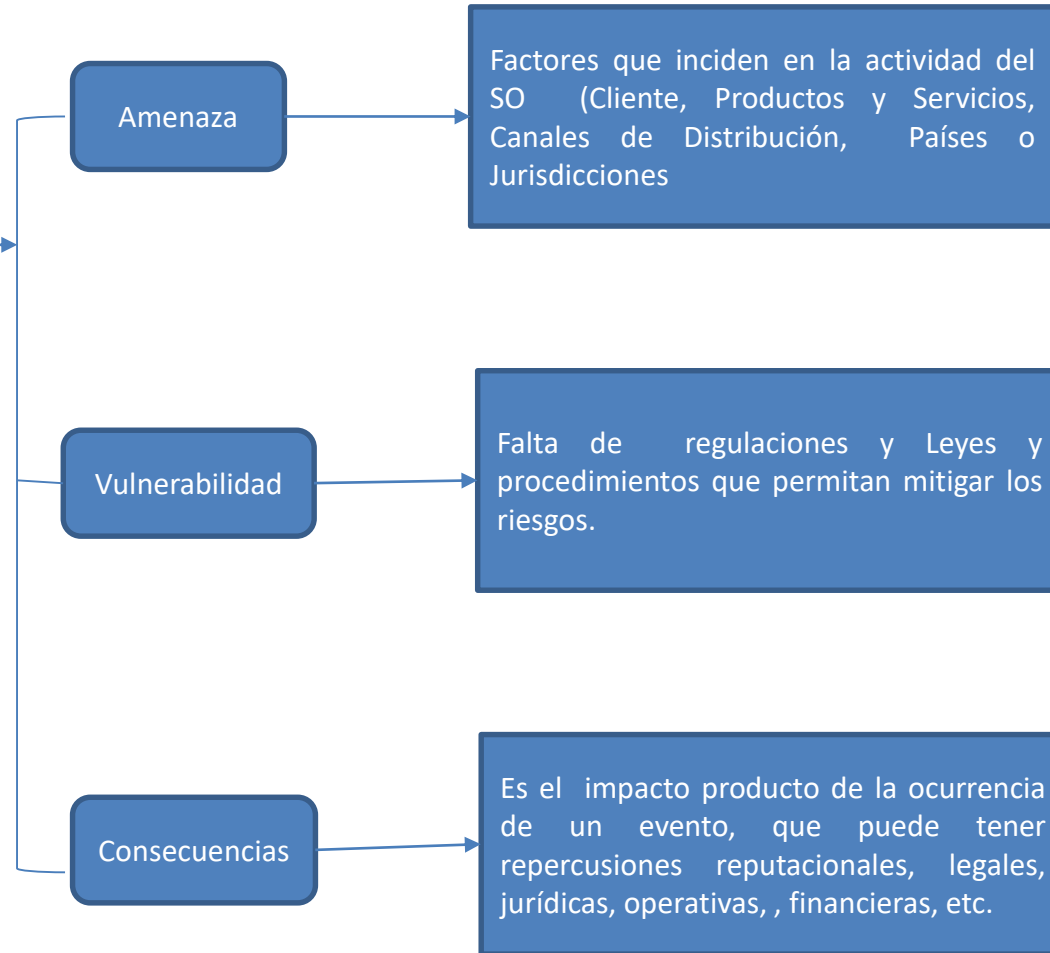 Amenaza
Factores que inciden en la actividad del
SO (Cliente, Productos y Servicios,
Canales de Distribución, Países o
Jurisdicciones
Vulnerabilidad
Falta de regulaciones y Leyes y
procedimientos que permitan mitigar los
riesgos.
Consecuencias
Es el impacto producto de la ocurrencia
de un evento, que puede tener
repercusiones reputacionales, legales,
jurídicas, operativas, , financieras, etc.